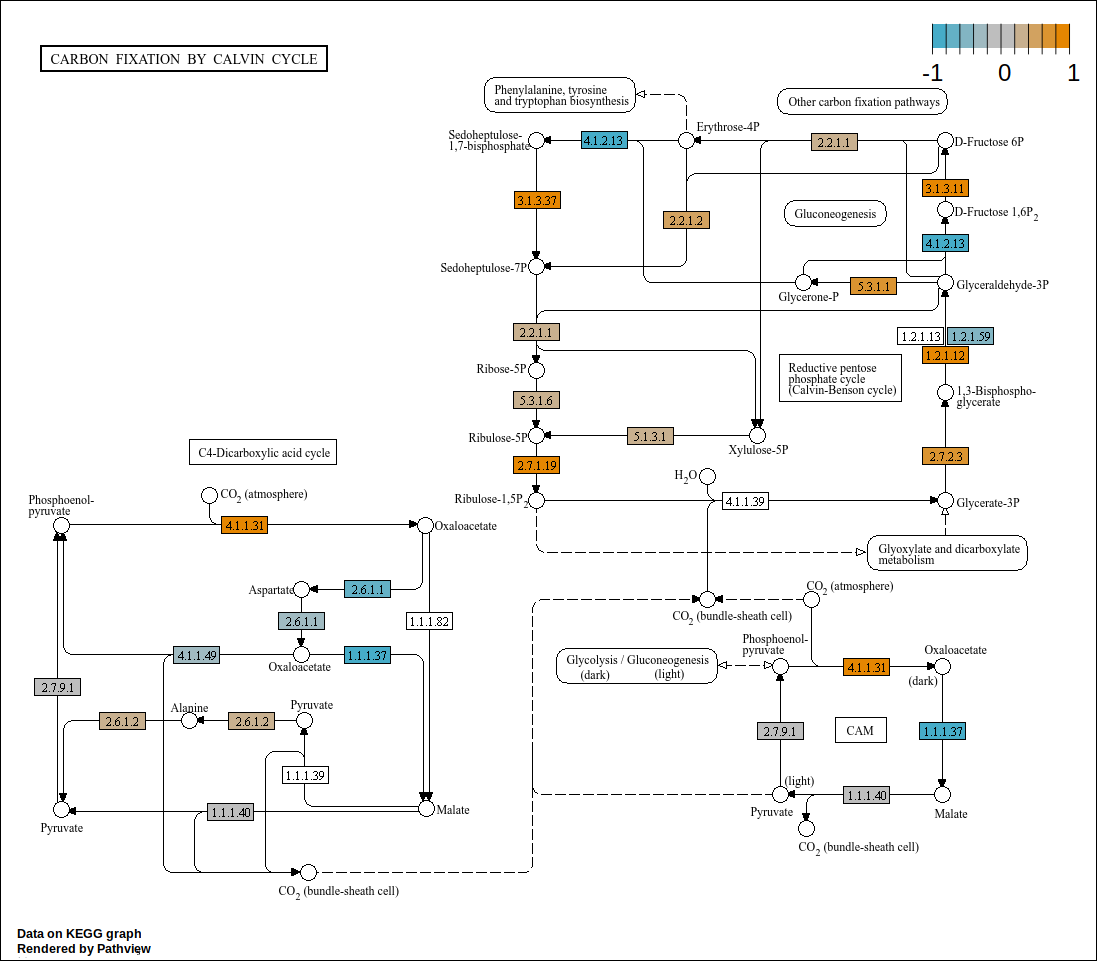 CARBON FIXATION BY CALVIN CYCLE
-1 0 1
Phenylalanine, tyrosine
and tryptophan biosynthesis
Other carbon fixation pathways
Erythrose-4P
Sedoheptulose-
1,7-bisphosphate
4.1.2.13
2.2.1.1
D-Fructose 6P
3.1.3.37
3.1.3.11
2.2.1.2
Gluconeogenesis
D-Fructose 1,6P2
4.1.2.13
Sedoheptulose-7P
5.3.1.1
Glycerone-P
Glyceraldehyde-3P
2.2.1.1
1.2.1.13
1.2.1.59
1.2.1.12
Ribose-5P
Reductive pentose
phosphate cycle
(Calvin-Benson cycle)
1,3-Bisphospho-
glycerate
5.3.1.6
Ribulose-5P
5.1.3.1
Xylulose-5P
2.7.2.3
2.7.1.19
H2O
Ribulose-1,5P2
4.1.1.39
Glycerate-3P
C4-Dicarboxylic acid cycle
Phosphoenol-
pyruvate
CO2 (atmosphere)
4.1.1.31
Oxaloacetate
Glyoxylate and dicarboxylate
metabolism
Aspartate
2.6.1.1
2.6.1.1
1.1.1.82
CO2 (atmosphere)
CO2 (bundle-sheath cell)
4.1.1.49
Oxaloacetate
1.1.1.37
Phosphoenol-
pyruvate
Oxaloacetate
Glycolysis / Gluconeogenesis
(dark) (light)
4.1.1.31
(dark)
2.7.9.1
Alanine
Pyruvate
2.6.1.2
2.6.1.2
2.7.9.1
CAM
1.1.1.37
1.1.1.39
(light)
1.1.1.40
Malate
Pyruvate
Pyruvate
1.1.1.40
Malate
CO2 (bundle-sheath cell)
CO2 (bundle-sheath cell)
Data on KEGG graph
Rendered by Pathview